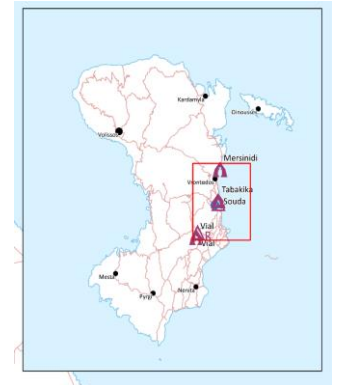 Kardamyla
Oinousses
Volissos
Mersinidi
Vrontados
Tabakika
Souda
Vial
R
Vial
Mesta
Pyrgi
Nenita